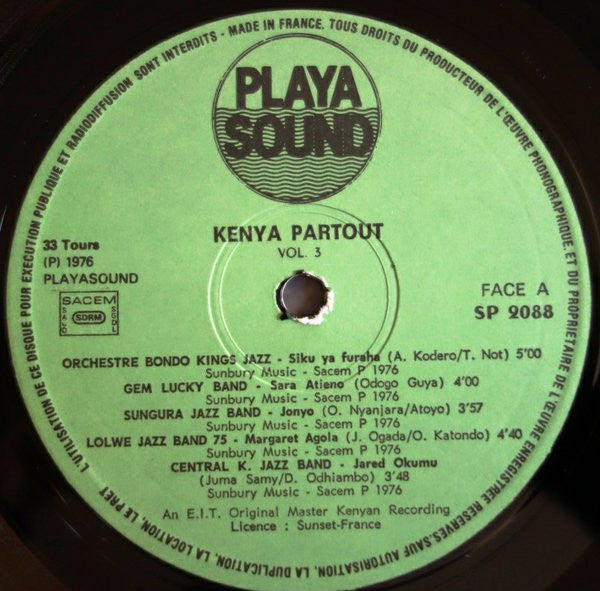 L'UTILISATION DE CE DISQUE POUR EXECUTION PUBLIQUE ET RADIODIFFUSION SONT INTERDITS - MADE IN FRANCE. TOUS DROITS DU PRODUCTEUR DE L'ŒUVRE PHONOGRAPHIQUE ET DU PROPRIETAIRE DE L'ŒUVRE ENREGISTREE RESERVES. SAUF AUTORISATION, LA DUPLICATION, LA LOCATION, LE PRET
PLAYA
SOUND
KENYA PARTOUT
VOL. 3
33 Tours
(P) 1976
PLAYASOUND
SACEM
SACD
SDRM
SGDL
FACE A
SP 2088
ORCHESTRE BONDO KINGS JAZZ - Siku ya furaha (A. Kodero/T. Not) 5'00
Sunbury Music - Sacem P 1976
GEM LUCKY BAND - Sara Atieno (Odogo Guya) 4'00
Sunbury Music - Sacem P 1976
SUNGURA JAZZ BAND - Jonyo (O. Nyanjara/Atoyo) 3'57
Sunbury Music - Sacem P 1976
LOLWE JAZZ BAND 75 - Margaret Agola (J. Ogada/O. Katondo) 4'40
Sunbury Music - Sacem P 1976
CENTRAL K. JAZZ BAND - Jared Okumu
(Juma Samy/D. Odhiambo) 3'48
Sunbury Music - Sacem P 1976
An E.I.T. Original Master Kenyan Recording
Licence : Sunset-France